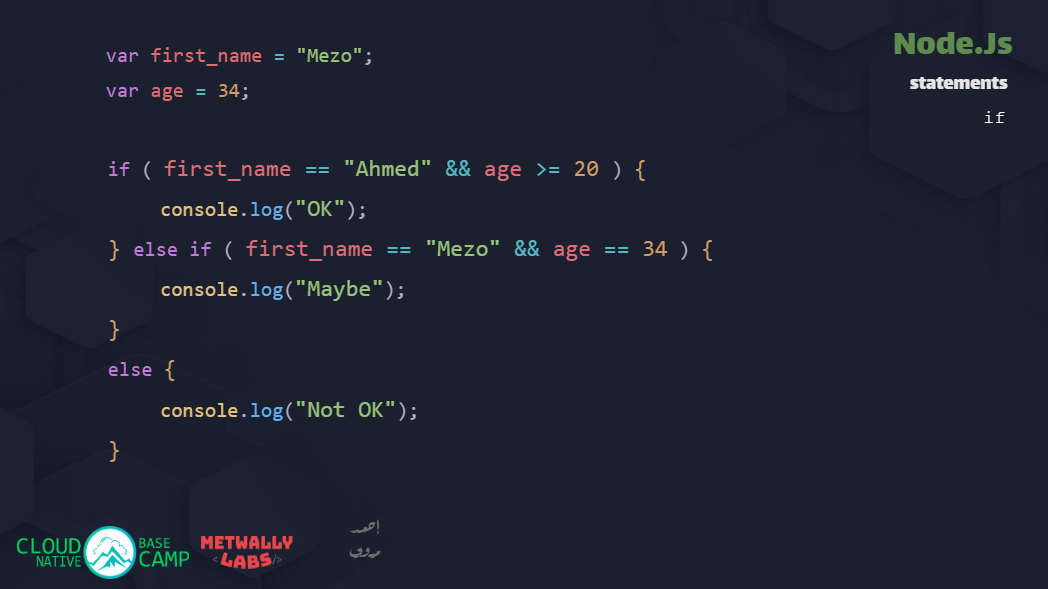 var first_name = "Mezo";
var age = 34;
if ( first_name == "Ahmed" && age >= 20 ) {
console.log("OK");
} else if ( first_name == "Mezo" && age == 34 ) {
console.log("Maybe");
}
else {
console.log("Not OK");
}
Node.Js
statements
if
CLOUD NATIVE
BASE CAMP
METWALLY
<LABS/>
احمد